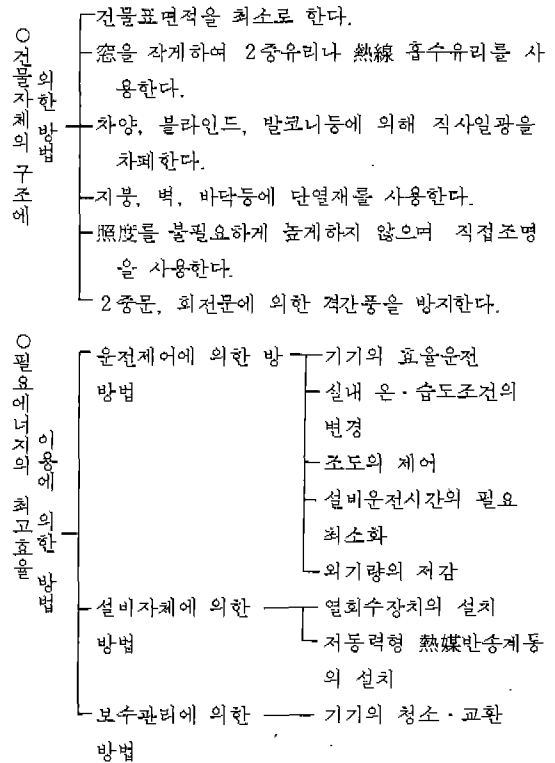 ○건물자체의 구조에
의한 방법
건물표면적을 최소로 한다.
窓을 작게하여 2중유리나 熱線 흡수유리를 사
용한다.
차양, 블라인드, 발코니등에 의해 직사일광을
차폐한다.
지붕, 벽, 바닥등에 단열재를 사용한다.
照度를 불필요하게 높게하지 않으며 직접조명
을 사용한다.
2중문, 회전문에 의한 격간풍을 방지한다.
○필요에너지의 최고효율
이용에 의한 방법
운전제어에 의한 방
방법
기기의 효율운전
실내 온·습도조건의
변경
조도의 제어
설비운전시간의 필요
최소화
외기량의 저감
설비자체에 의한
방법
열회수장치의 설치
저동력형 熱媒반송계통
의 설치
보수관리에 의한
방법
기기의 청소·교환